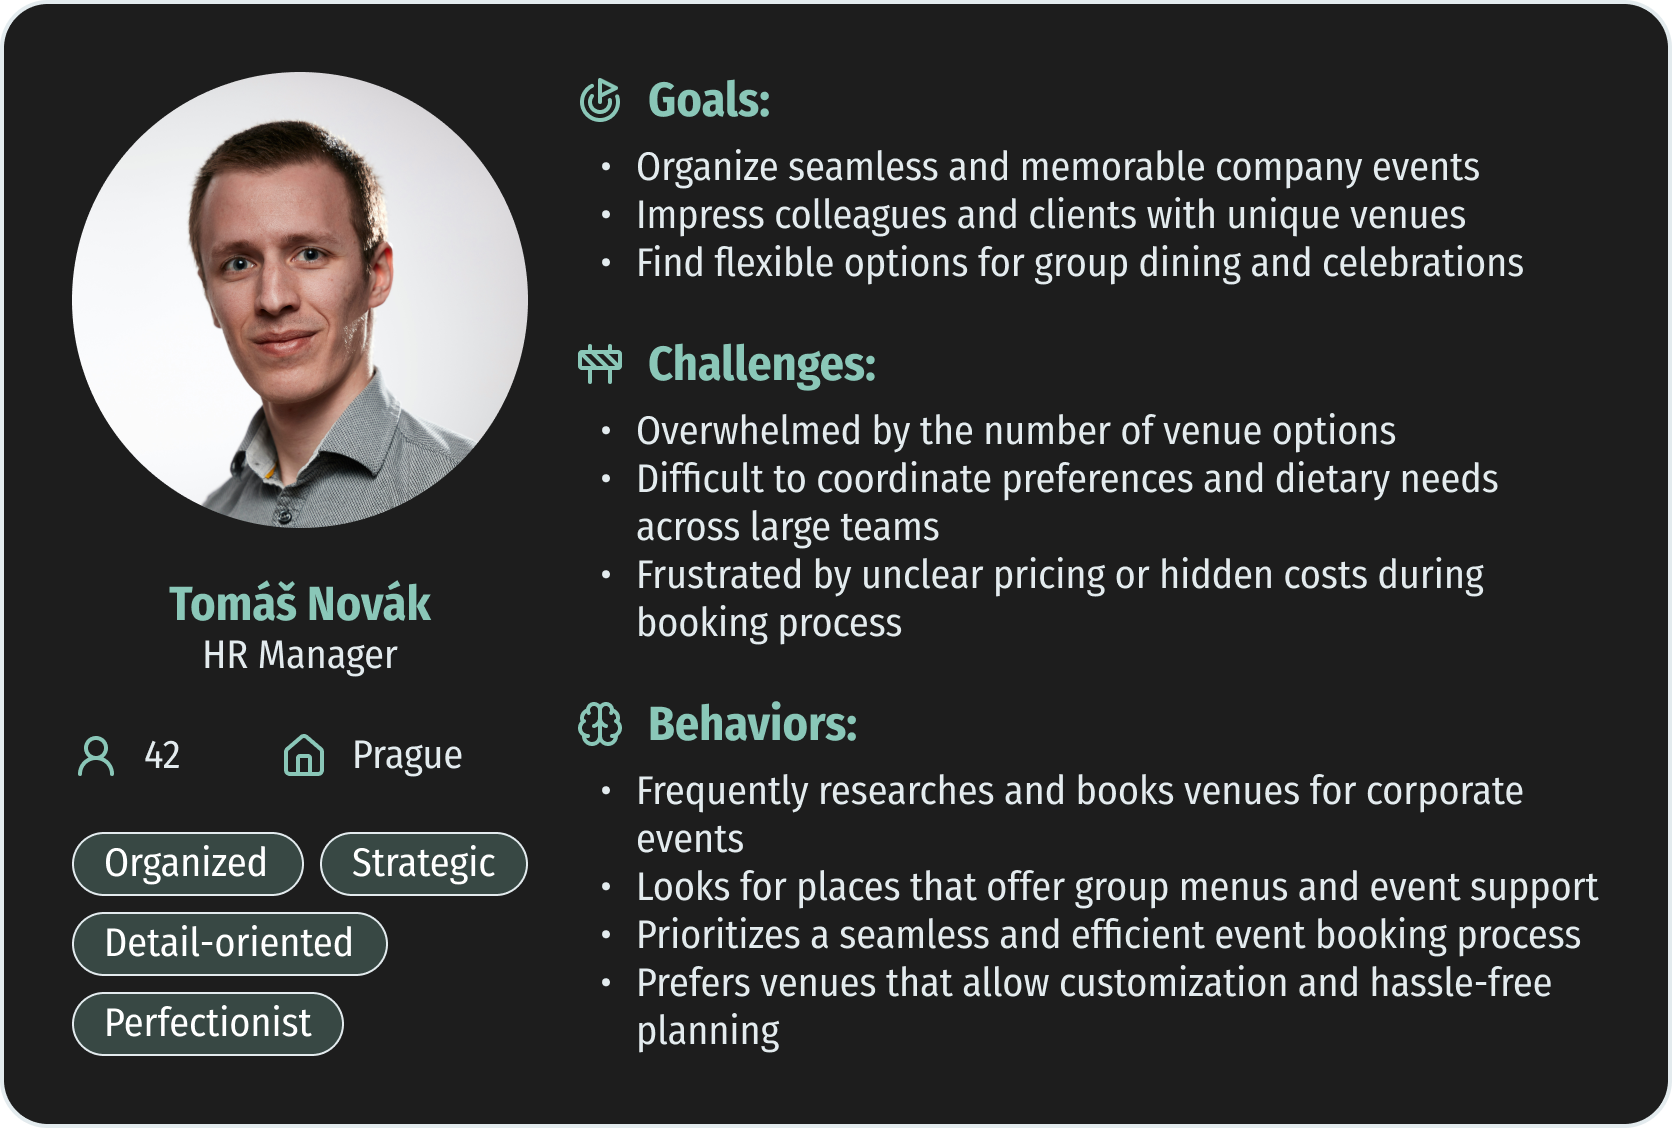 Tomáš Novák
HR Manager
42
Prague
Organized
Strategic
Detail-oriented
Perfectionist
Goals:
• Organize seamless and memorable company events
• Impress colleagues and clients with unique venues
• Find flexible options for group dining and celebrations
Challenges:
• Overwhelmed by the number of venue options
• Difficult to coordinate preferences and dietary needs
across large teams
• Frustrated by unclear pricing or hidden costs during
booking process
Behaviors:
• Frequently researches and books venues for corporate
events
• Looks for places that offer group menus and event support
• Prioritizes a seamless and efficient event booking process
• Prefers venues that allow customization and hassle-free
planning